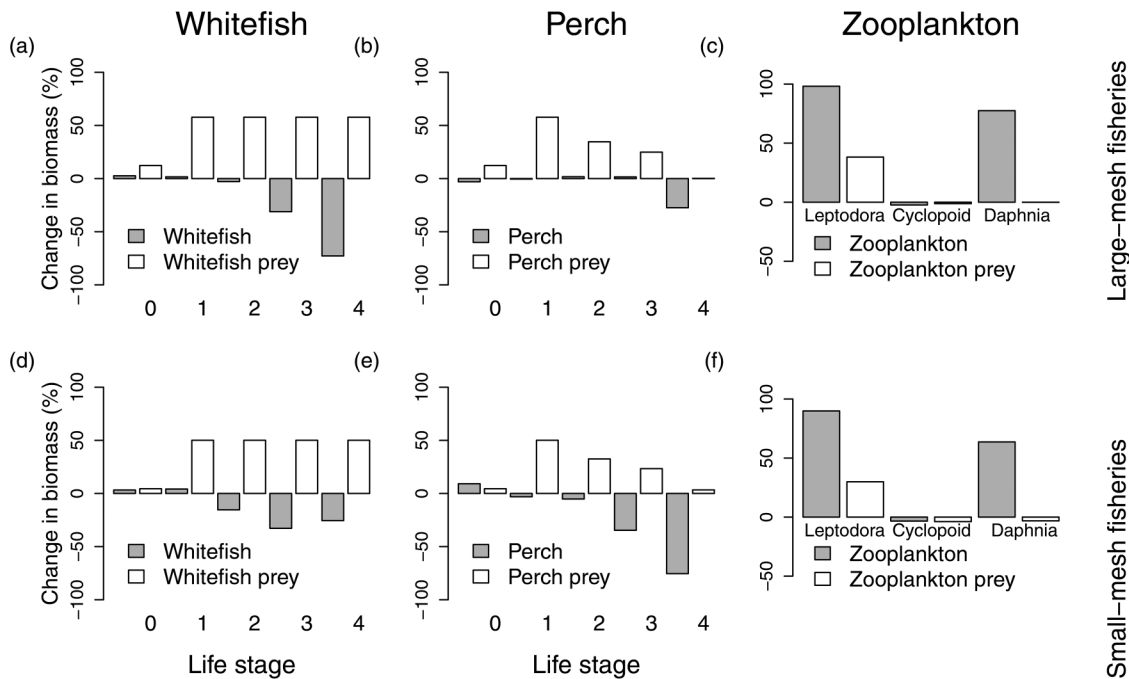 Whitefish
Perch
Zooplankton
(a)
(b)
(c)
Change in biomass (%)
100
50
0
−50
−100
Whitefish
Whitefish prey
0 1 2 3 4
100
50
0
−50
−100
Perch
Perch prey
0 1 2 3 4
100
50
0
−50
Leptodora Cyclopoid Daphnia
Zooplankton
Zooplankton prey
Large−mesh fisheries
(d)
(e)
(f)
Change in biomass (%)
100
50
0
−50
−100
Whitefish
Whitefish prey
0 1 2 3 4
Life stage
100
50
0
−50
−100
Perch
Perch prey
0 1 2 3 4
Life stage
100
50
0
−50
Leptodora Cyclopoid Daphnia
Zooplankton
Zooplankton prey
Small−mesh fisheries